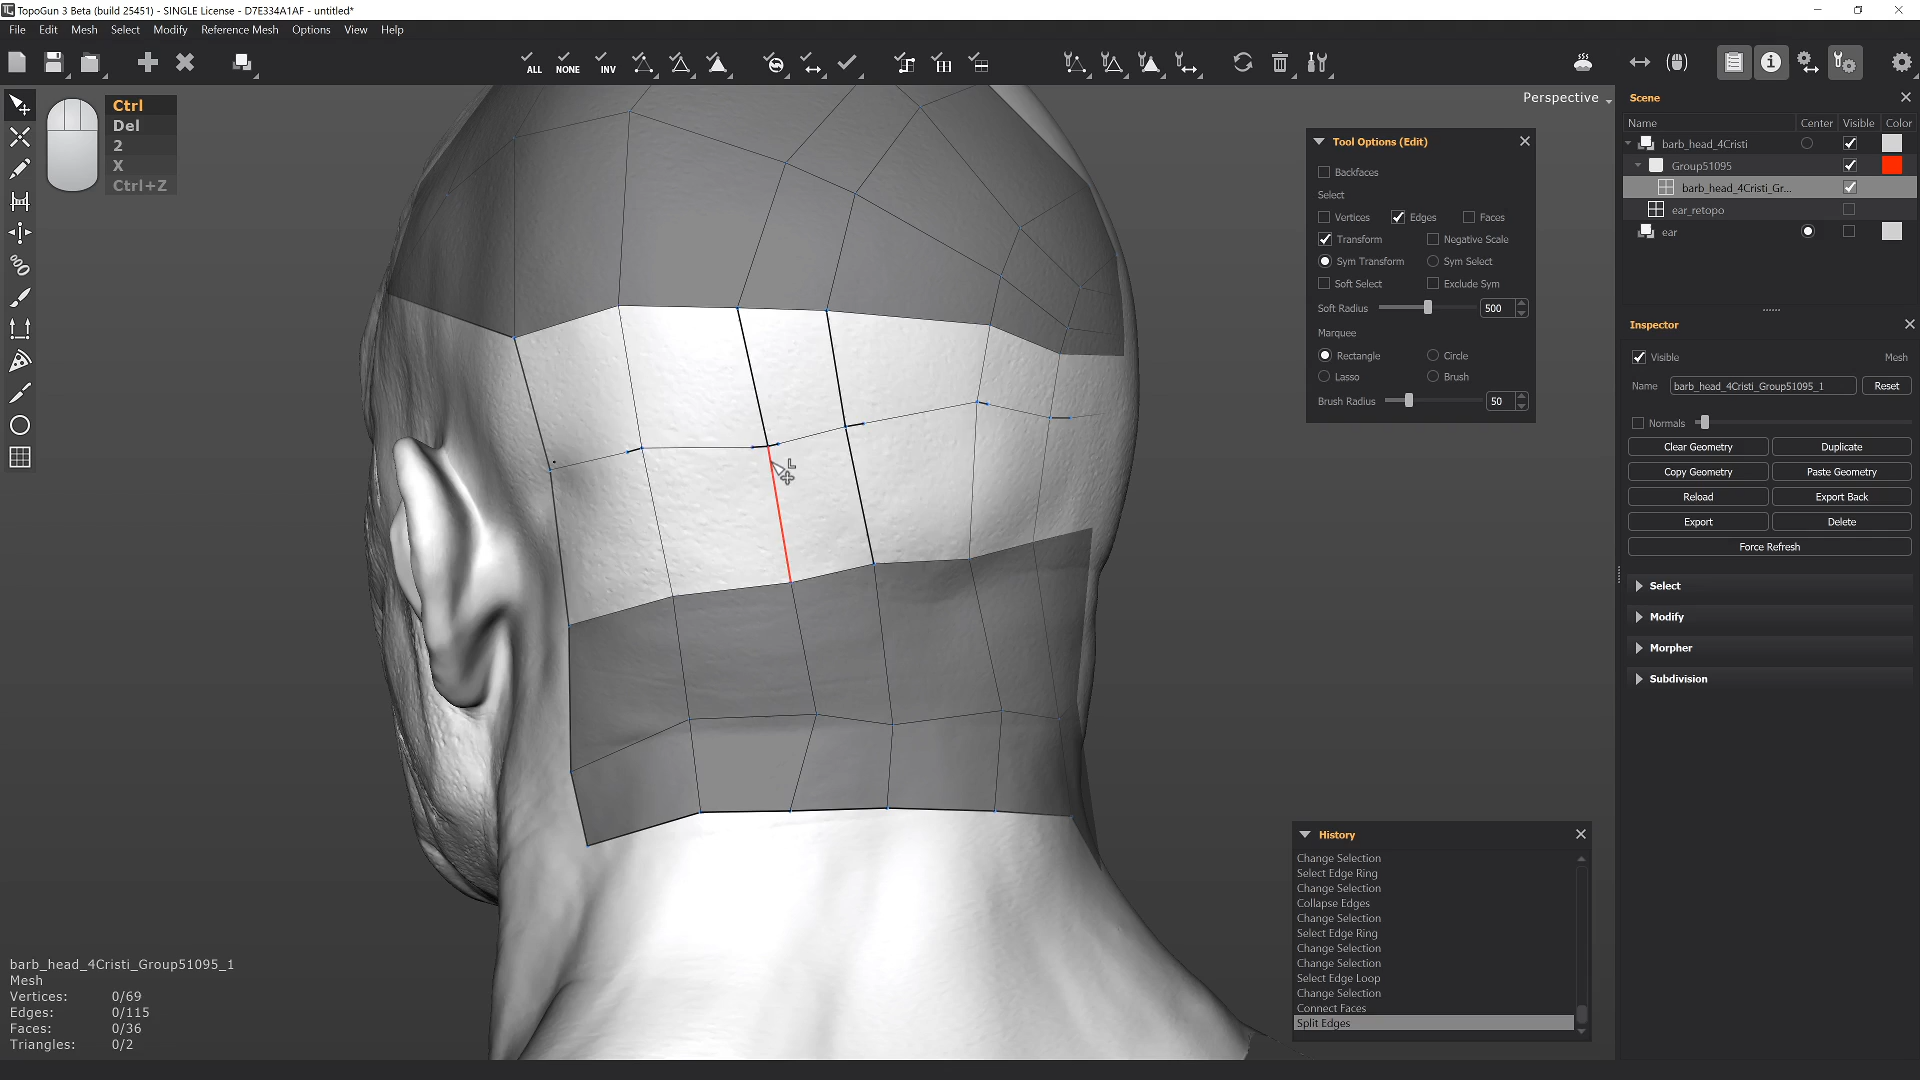 TopoGun 3 Beta (build 25451) - SINGLE License - D7E334A1AF - untitled*
File Edit Mesh Select Modify Reference Mesh Options View Help
ALL NONE INV
Ctrl
Del
2
X
Ctrl+Z
Perspective
L
Tool Options (Edit)
Backfaces
Select
Vertices Edges Faces
Transform Negative Scale
Sym Transform Sym Select
Soft Select Exclude Sym
Soft Radius 500
Marquee
Rectangle Circle
Lasso Brush
Brush Radius 50
Scene
Name Center Visible Color
barb_head_4Cristi
Group51095
barb_head_4Cristi_Gr...
ear_retopo
ear
Inspector
Visible Mesh
Name barb_head_4Cristi_Group51095_1 Reset
Normals
Clear Geometry Duplicate
Copy Geometry Paste Geometry
Reload Export Back
Export Delete
Force Refresh
Select
Modify
Morpher
Subdivision
History
Change Selection
Select Edge Ring
Change Selection
Collapse Edges
Change Selection
Select Edge Ring
Change Selection
Change Selection
Select Edge Loop
Change Selection
Connect Faces
Split Edges
barb_head_4Cristi_Group51095_1
Mesh
Vertices: 0/69
Edges: 0/115
Faces: 0/36
Triangles: 0/2